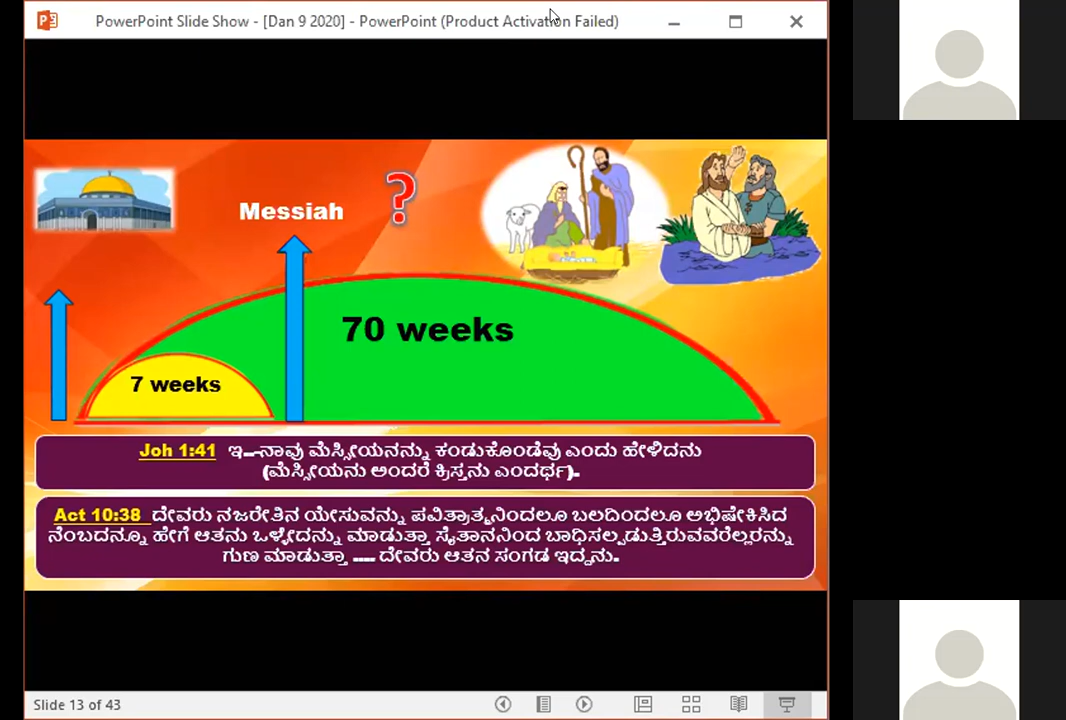 PowerPoint Slide Show - [Dan 9 2020] - PowerPoint (Product Activation Failed)
Messiah ?
70 weeks
7 weeks
Joh 1:41 ಇ—ನಾವು ಮೆಸ್ಸೀಯನನ್ನು ಕಂಡುಕೊಂಡೆವು ಎಂದು ಹೇಳಿದನು
(ಮೆಸ್ಸೀಯನು ಅಂದರೆ ಕ್ರಿಸ್ತನು ಎಂದರ್ಥ).
Act 10:38 ದೇವರು ನಜರೇತಿನ ಯೇಸುವನ್ನು ಪವಿತ್ರಾತ್ಮನಿಂದಲೂ ಬಲದಿಂದಲೂ ಅಭಿಷೇಕಿಸಿದ
ನೆಂಬದನ್ನೂ ಹೇಗೆ ಆತನು ಒಳ್ಳೇದನ್ನು ಮಾಡುತ್ತಾ ಸೈತಾನನಿಂದ ಬಾಧಿಸಲ್ಪಡುತ್ತಿರುವವರೆಲ್ಲರನ್ನು
ಗುಣ ಮಾಡುತ್ತಾ ---- ದೇವರು ಆತನ ಸಂಗಡ ಇದ್ದನು.
Slide 13 of 43